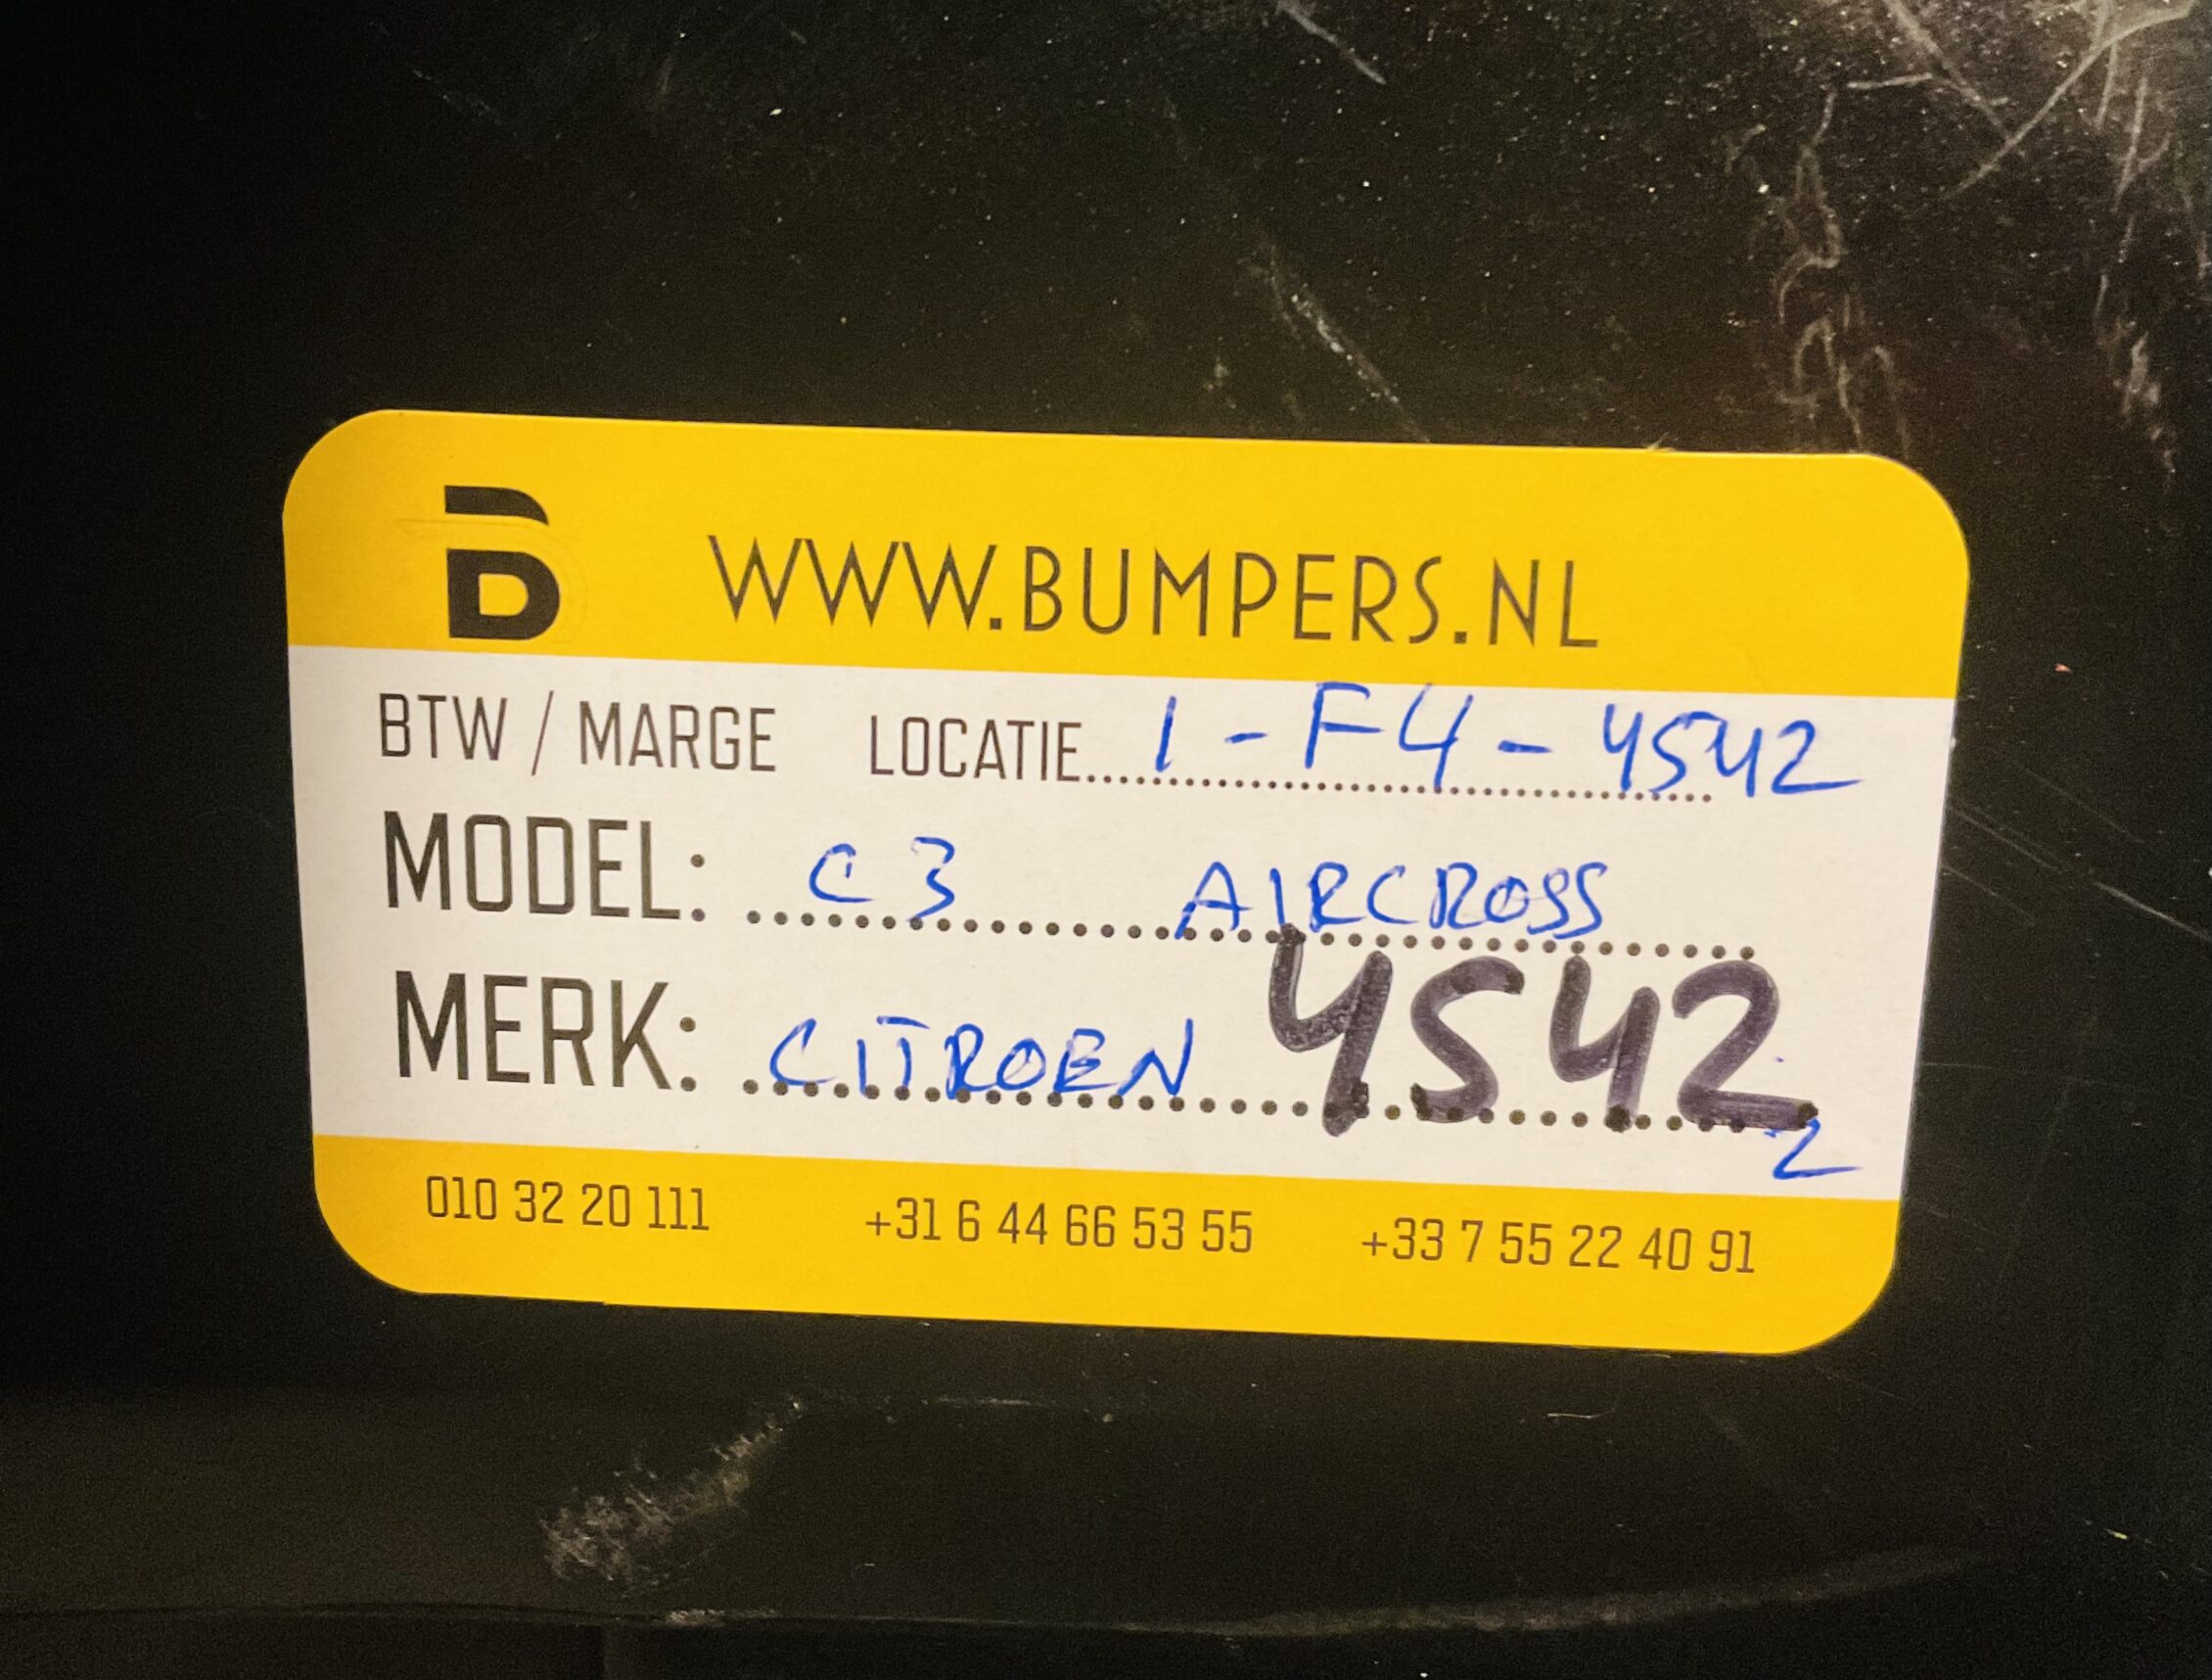 B WWW.BUMPERS.NL
BTW / MARGE LOCATIE 1-F4-4542
MODEL: C3 AIRCROSS
MERK: CITROEN 4542
2
010 32 20 111 +31 6 44 66 53 55 +33 7 55 22 40 91